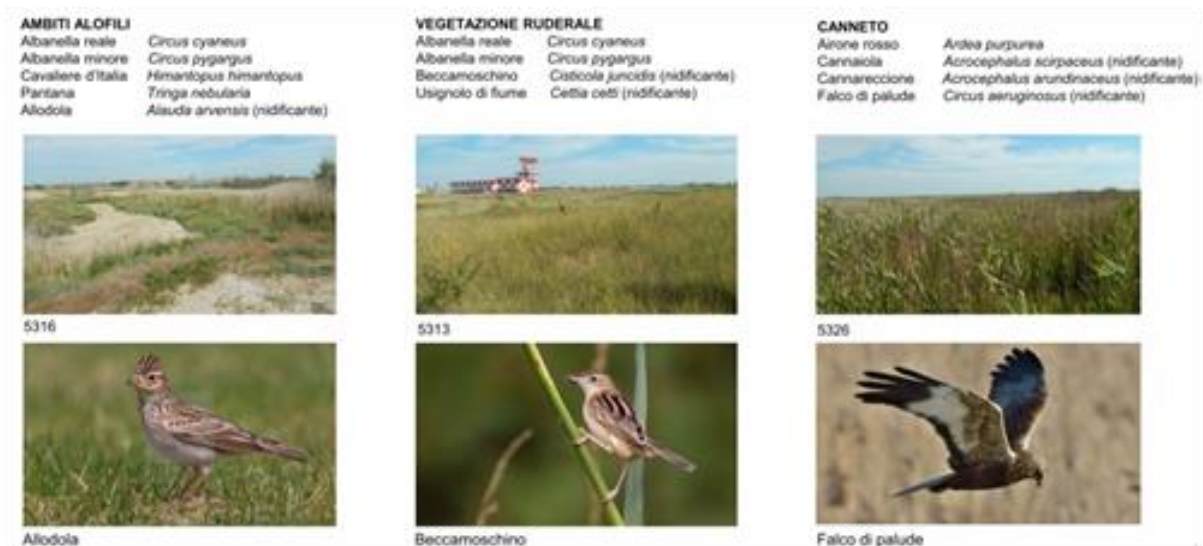 AMBITI ALOFILI
Albanella reale Circus cyaneus
Albanella minore Circus pygargus
Cavaliere d'Italia Himantopus himantopus
Pantana Tringa nebularia
Allodola Alauda arvensis (nidificante)
VEGETAZIONE RUDERALE
Albanella reale Circus cyaneus
Albanella minore Circus pygargus
Beccamoschino Cisticola juncidis (nidificante)
Usignolo di fiume Cettia cetti (nidificante)
CANNETO
Airone rosso Ardea purpurea
Cannaiola Acrocephalus scirpaceus (nidificante)
Cannareccione Acrocephalus arundinaceus (nidificante)
Falco di palude Circus aeruginosus (nidificante)
5316
5313
5326
Allodola
Beccamoschino
Falco di palude